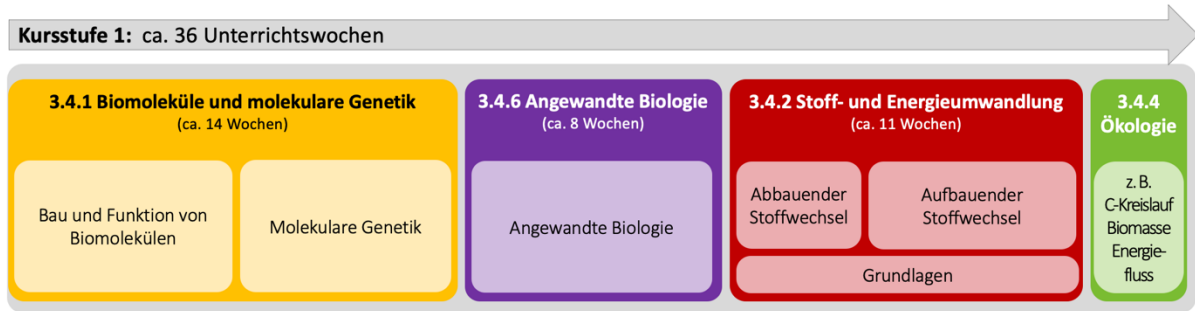 Kursstufe 1: ca. 36 Unterrichtswochen
3.4.1 Biomoleküle und molekulare Genetik
(ca. 14 Wochen)
Bau und Funktion von
Biomolekülen
Molekulare Genetik
3.4.6 Angewandte Biologie
(ca. 8 Wochen)
Angewandte Biologie
3.4.2 Stoff- und Energieumwandlung
(ca. 11 Wochen)
Abbauender
Stoffwechsel
Aufbauender
Stoffwechsel
Grundlagen
3.4.4
Ökologie
z. B.
C-Kreislauf
Biomasse
Energie-
fluss